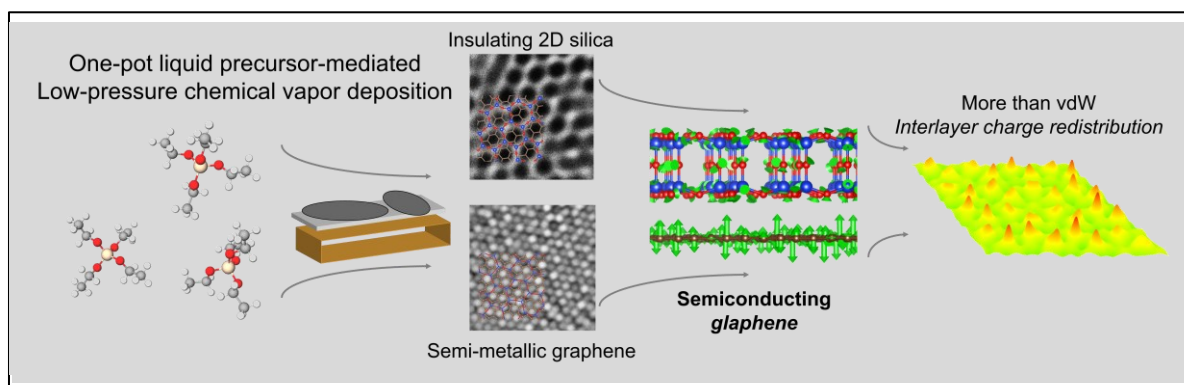 One-pot liquid precursor-mediated
Low-pressure chemical vapor deposition
Insulating 2D silica
Semi-metallic graphene
Semiconducting
glaphene
More than vdW
Interlayer charge redistribution